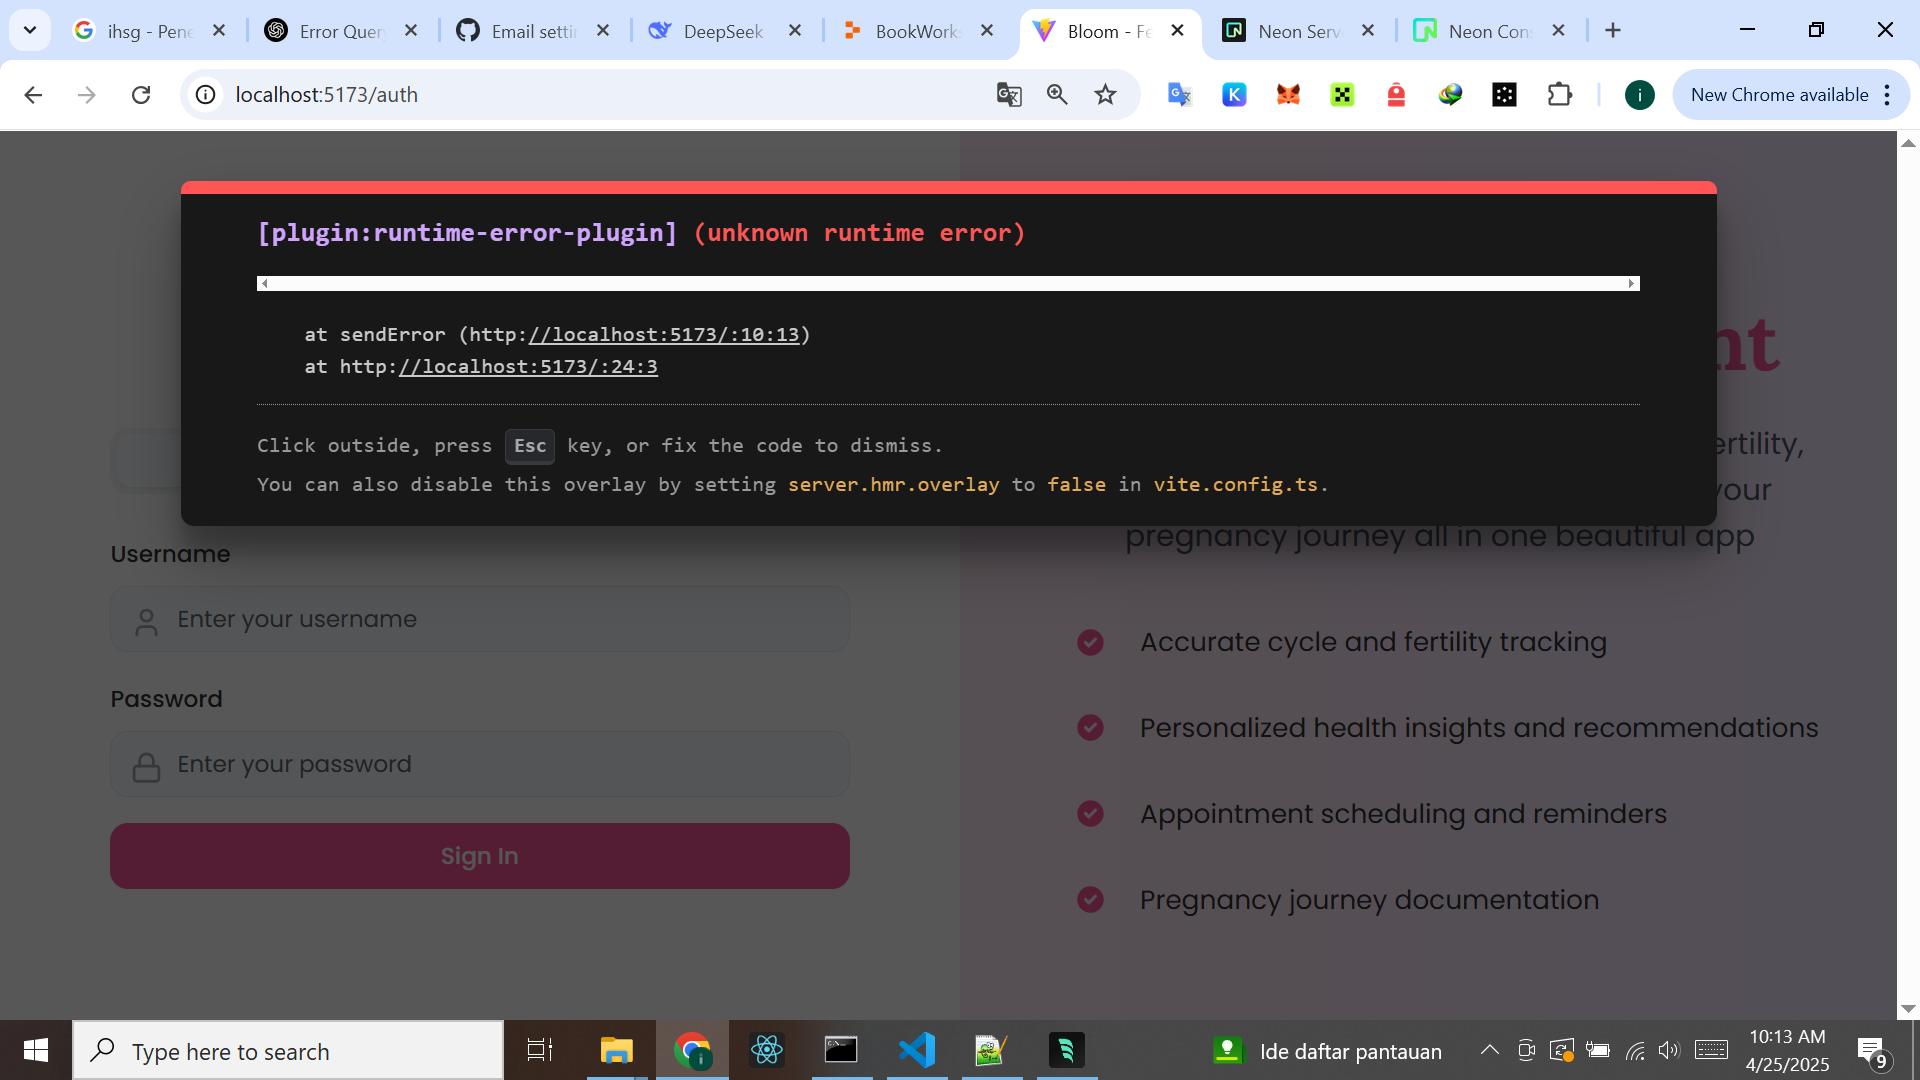 ihsg - Pene
Error Quer
Email settin
DeepSeek
BookWorks
Bloom - Fe
Neon Serv
Neon Cons
localhost:5173/auth
New Chrome available
[plugin:runtime-error-plugin] (unknown runtime error)
at sendError (http://localhost:5173/:10:13)
at http://localhost:5173/:24:3
Click outside, press Esc key, or fix the code to dismiss.
You can also disable this overlay by setting server.hmr.overlay to false in vite.config.ts.
nt
ertility,
your
pregnancy journey all in one beautiful app
Username
Enter your username
Password
Enter your password
Sign In
Accurate cycle and fertility tracking
Personalized health insights and recommendations
Appointment scheduling and reminders
Pregnancy journey documentation
Type here to search
Ide daftar pantauan
10:13 AM
4/25/2025
9